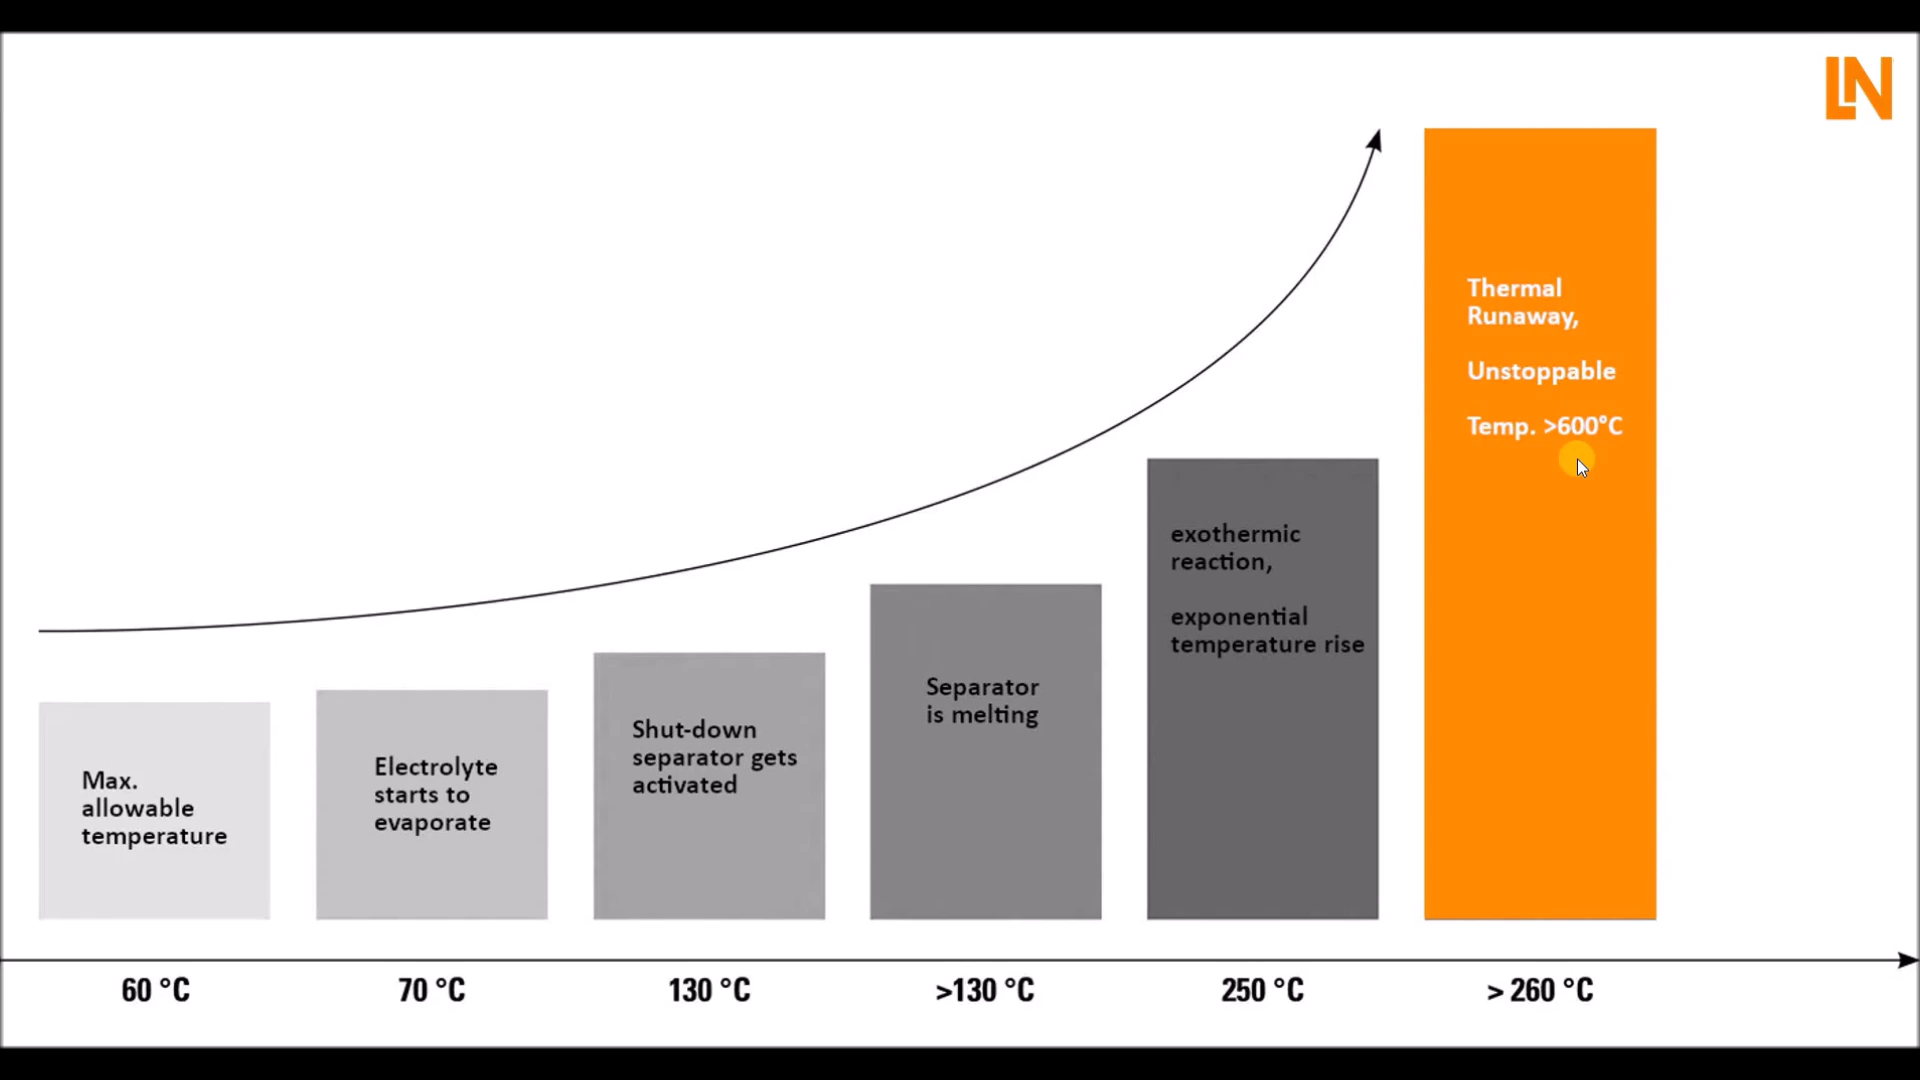 LN
Thermal
Runaway,
Unstoppable
Temp. >600°C
exothermic
reaction,
exponential
temperature rise
Separator
is melting
Shut-down
separator gets
activated
Electrolyte
starts to
evaporate
Max.
allowable
temperature
60 °C
70 °C
130 °C
>130 °C
250 °C
> 260 °C